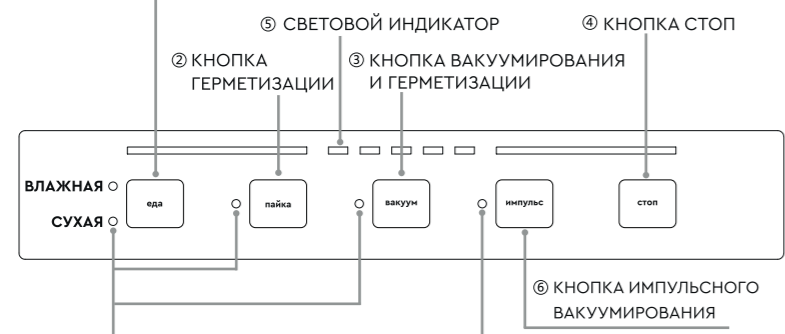 ⑤ СВЕТОВОЙ ИНДИКАТОР
④ КНОПКА СТОП
② КНОПКА
ГЕРМЕТИЗАЦИИ
③ КНОПКА ВАКУУМИРОВАНИЯ
И ГЕРМЕТИЗАЦИИ
ВЛАЖНАЯ
СУХАЯ
еда
пайка
вакуум
импульс
стоп
⑥ КНОПКА ИМПУЛЬСНОГО
ВАКУУМИРОВАНИЯ